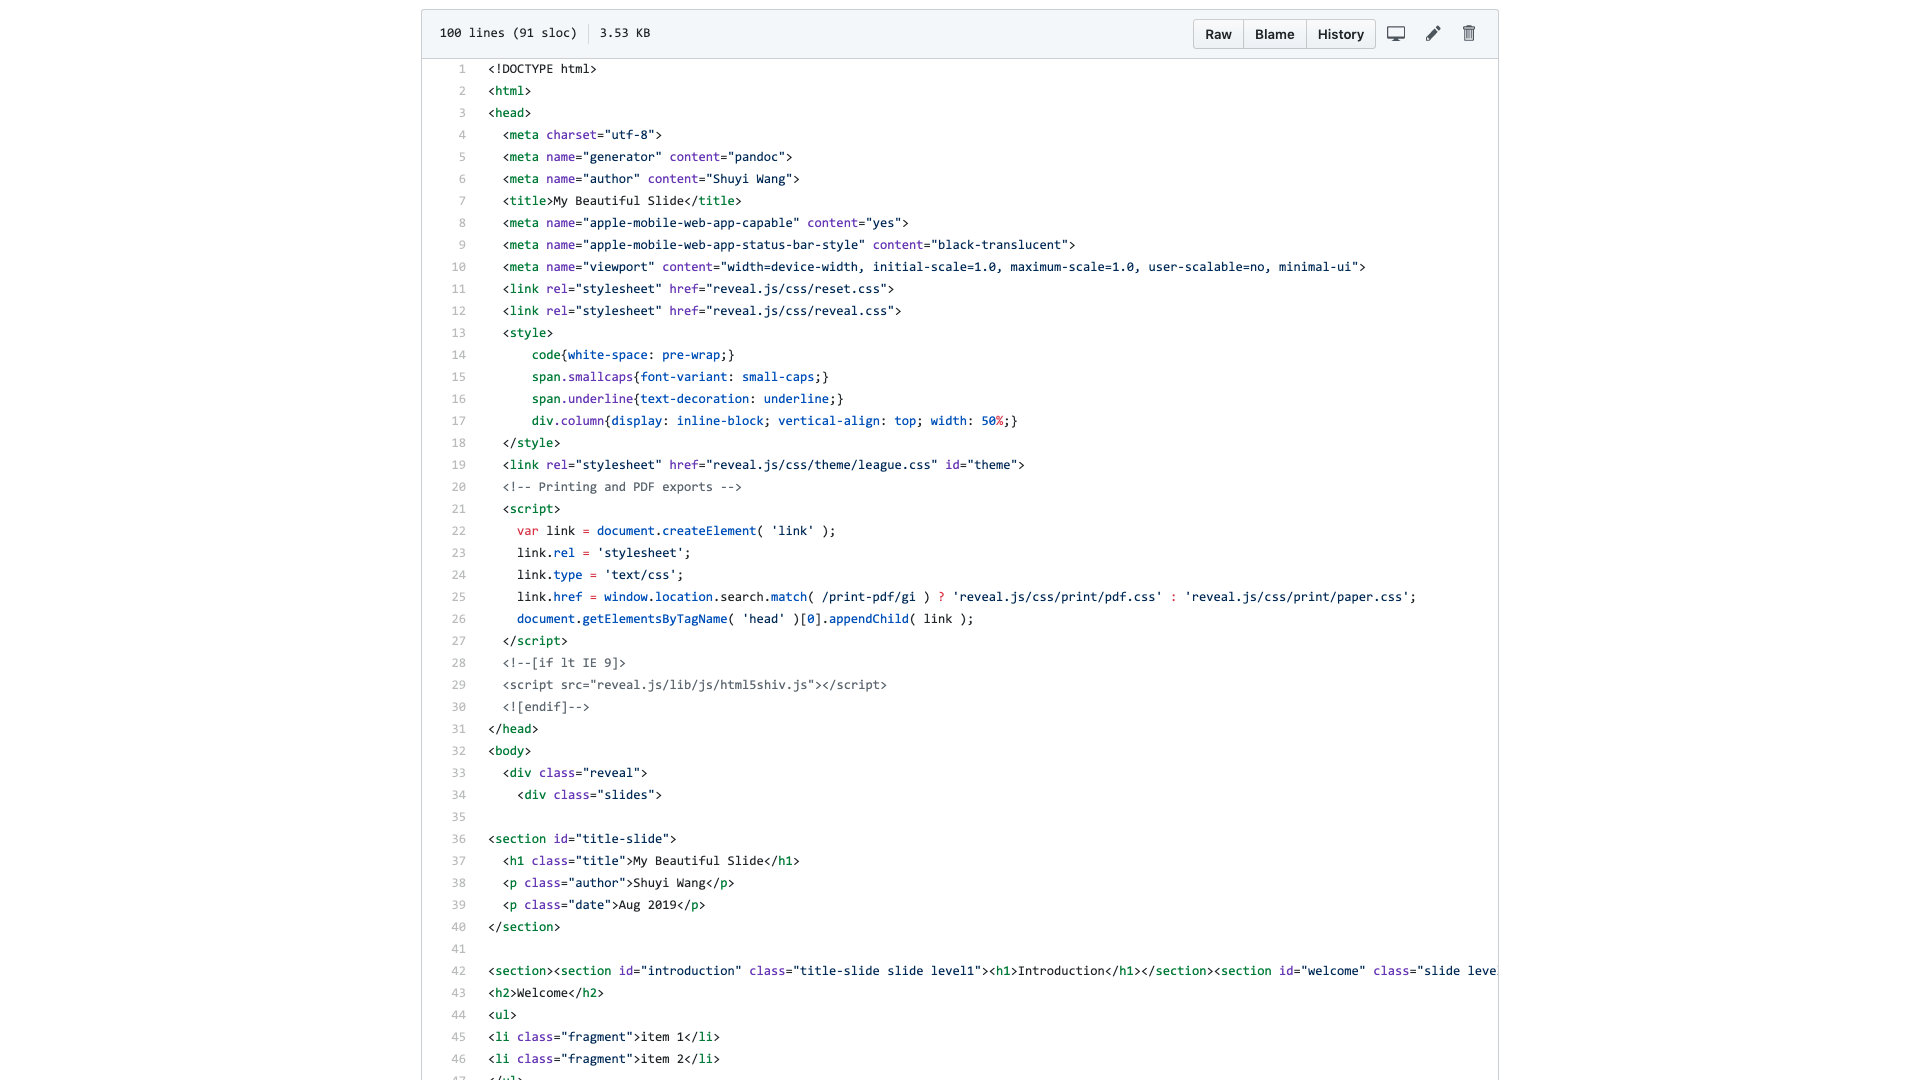 100 lines (91 sloc) 3.53 KB
Raw Blame History
1 <!DOCTYPE html>
2 <html>
3 <head>
4   <meta charset="utf-8">
5   <meta name="generator" content="pandoc">
6   <meta name="author" content="Shuyi Wang">
7   <title>My Beautiful Slide</title>
8   <meta name="apple-mobile-web-app-capable" content="yes">
9   <meta name="apple-mobile-web-app-status-bar-style" content="black-translucent">
10   <meta name="viewport" content="width=device-width, initial-scale=1.0, maximum-scale=1.0, user-scalable=no, minimal-ui">
11   <link rel="stylesheet" href="reveal.js/css/reset.css">
12   <link rel="stylesheet" href="reveal.js/css/reveal.css">
13   <style>
14       code{white-space: pre-wrap;}
15       span.smallcaps{font-variant: small-caps;}
16       span.underline{text-decoration: underline;}
17       div.column{display: inline-block; vertical-align: top; width: 50%;}
18   </style>
19   <link rel="stylesheet" href="reveal.js/css/theme/league.css" id="theme">
20   <!-- Printing and PDF exports -->
21   <script>
22     var link = document.createElement( 'link' );
23     link.rel = 'stylesheet';
24     link.type = 'text/css';
25     link.href = window.location.search.match( /print-pdf/gi ) ? 'reveal.js/css/print/pdf.css' : 'reveal.js/css/print/paper.css';
26     document.getElementsByTagName( 'head' )[0].appendChild( link );
27   </script>
28   <!--[if lt IE 9]>
29   <script src="reveal.js/lib/js/html5shiv.js"></script>
30   <![endif]-->
31 </head>
32 <body>
33   <div class="reveal">
34     <div class="slides">
35
36 <section id="title-slide">
37   <h1 class="title">My Beautiful Slide</h1>
38   <p class="author">Shuyi Wang</p>
39   <p class="date">Aug 2019</p>
40 </section>
41
42 <section><section id="introduction" class="title-slide slide level1"><h1>Introduction</h1></section><section id="welcome" class="slide leve
43 <h2>Welcome</h2>
44 <ul>
45 <li class="fragment">item 1</li>
46 <li class="fragment">item 2</li>
47 </ul>